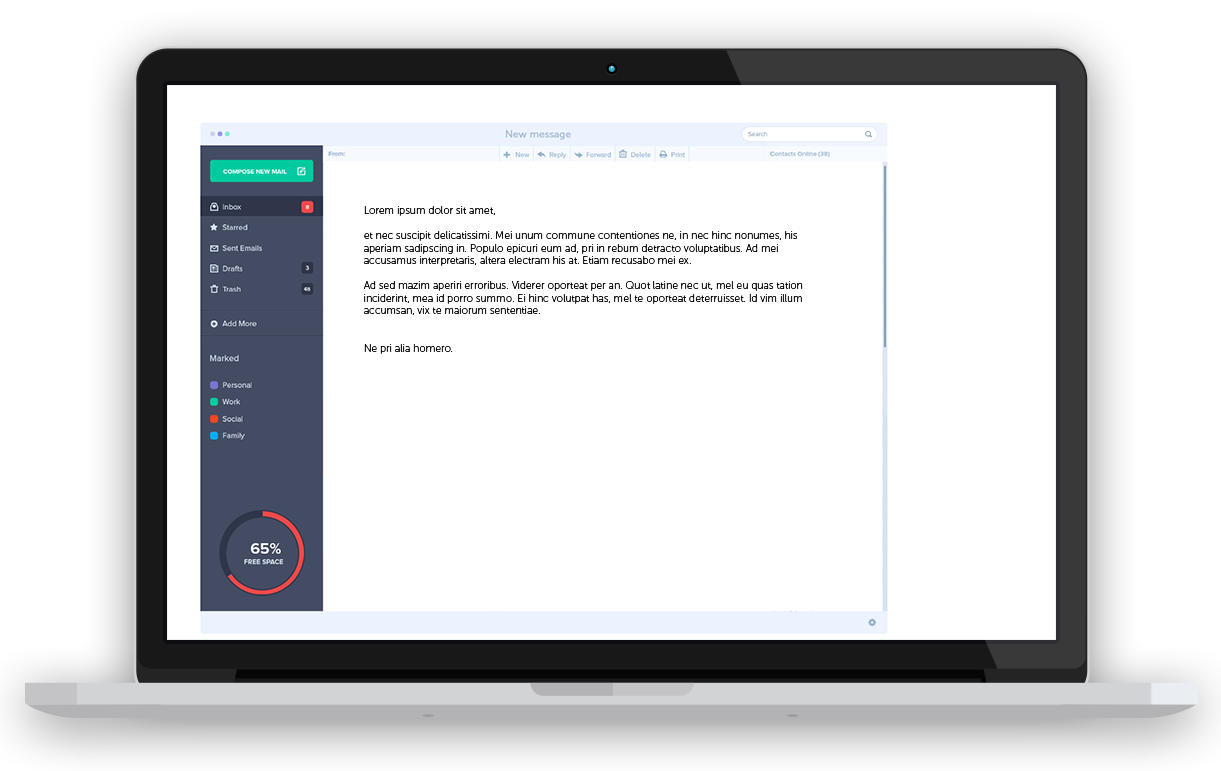 New message
Search
From:
New
Reply
Forward
Delete
Print
Contacts Online (38)
COMPOSE NEW MAIL
Inbox
Starred
Sent Emails
Drafts 3
Trash 48
Add More
Marked
Personal
Work
Social
Family
65%
FREE SPACE
Lorem ipsum dolor sit amet,
et nec suscipit delicatissimi. Mei unum commune contentiones ne, in nec hinc nonumes, his
aperiam sadipscing in. Populo epicuri eum ad, pri in rebum detracto voluptatibus. Ad mei
accusamus interpretaris, altera electram his at. Etiam recusabo mei ex.
Ad sed mazim aperiri erroribus. Viderer oporteat per an. Quot latine nec ut, mel eu quas tation
inciderint, mea id porro summo. Ei hinc volutpat has, mel te oporteat deterruisset. Id vim illum
accumsan, vix te maiorum sententiae.
Ne pri alia homero.